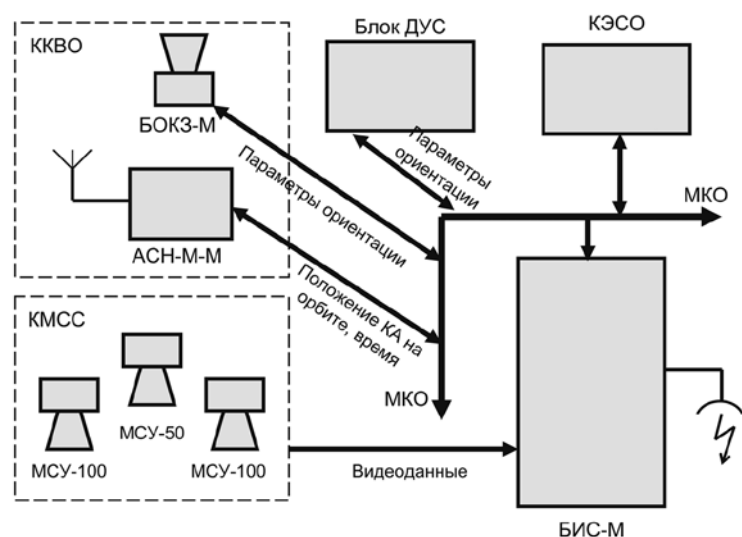 ККВО
БОКЗ-М
АСН-М-М
Блок ДУС
КЭСО
Параметры
ориентации
Параметры ориентации
Положение КА на
орбите, время
МКО
МКО
КМСС
МСУ-100
МСУ-50
МСУ-100
Видеоданные
БИС-М